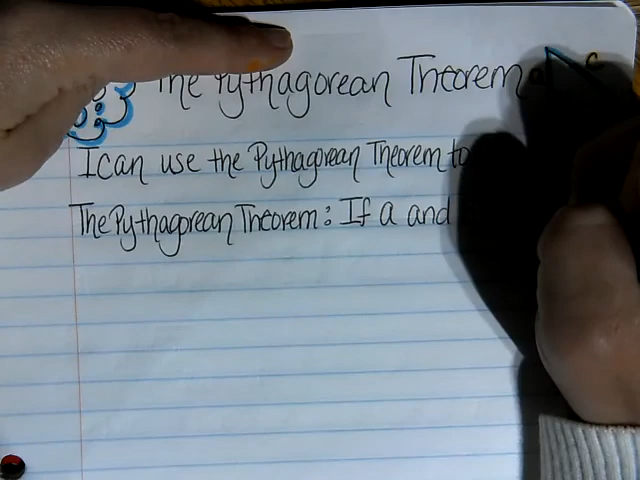 The Pythagorean Theorem
I can use the Pythagorean Theorem to
The Pythagorean Theorem: If a and